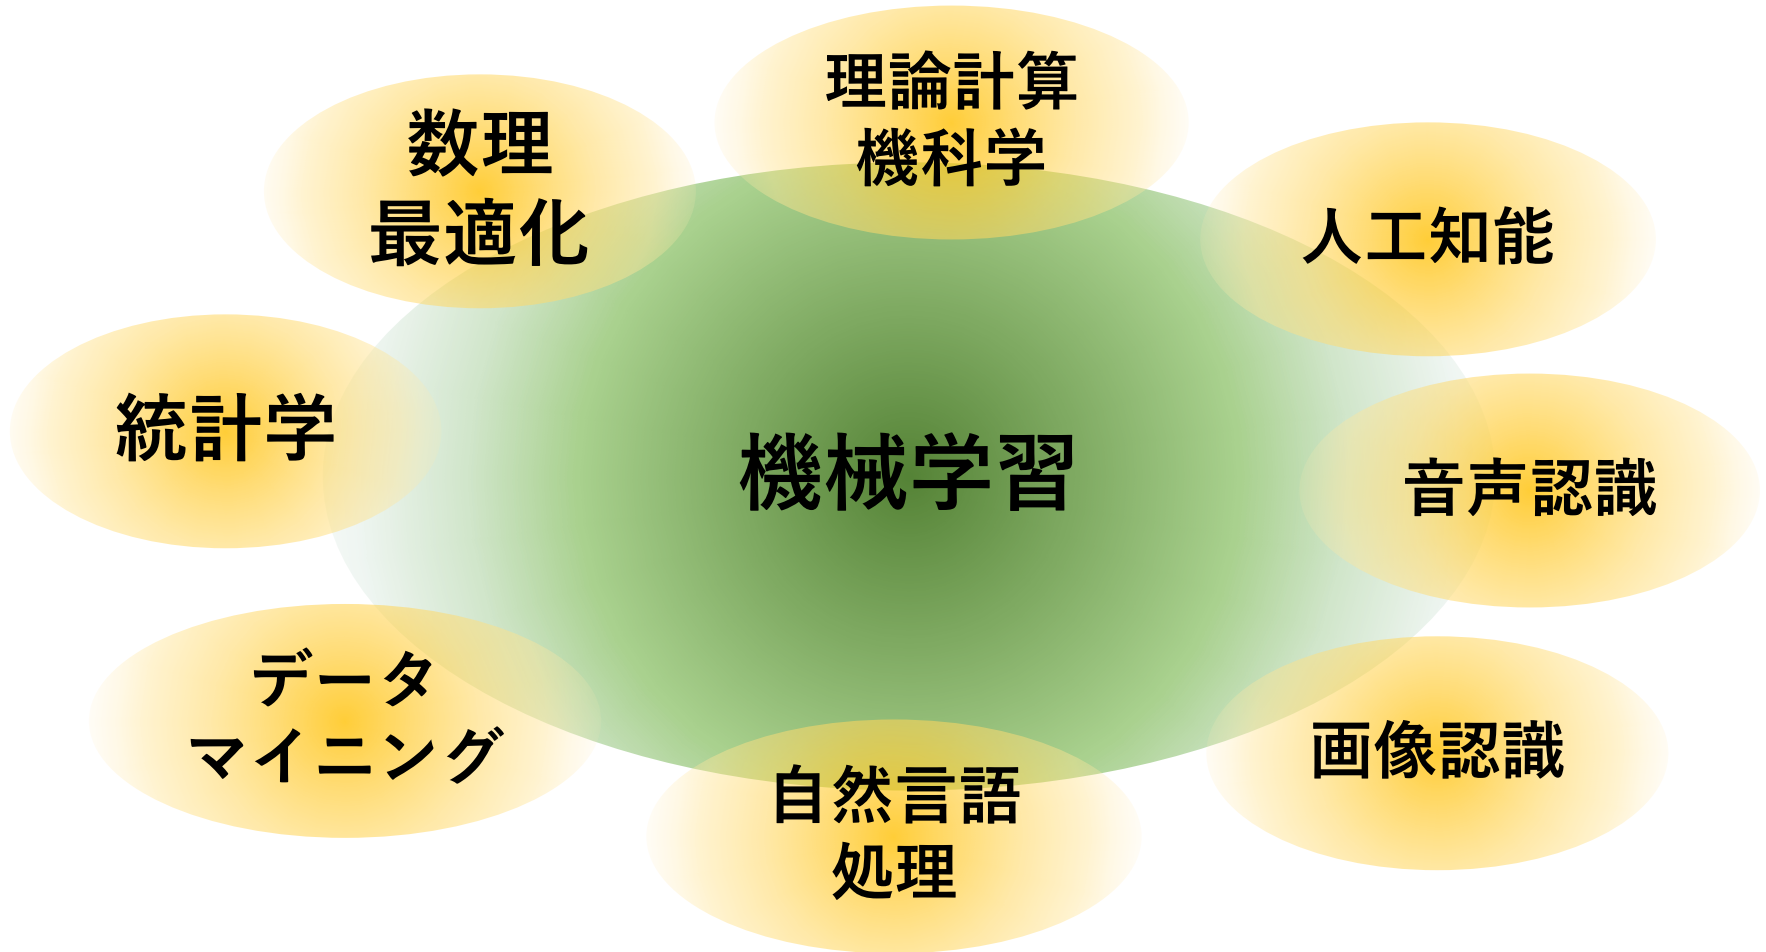 理論計算
機科学
数理
最適化
人工知能
統計学
機械学習
音声認識
データ
マイニング
画像認識
自然言語
処理